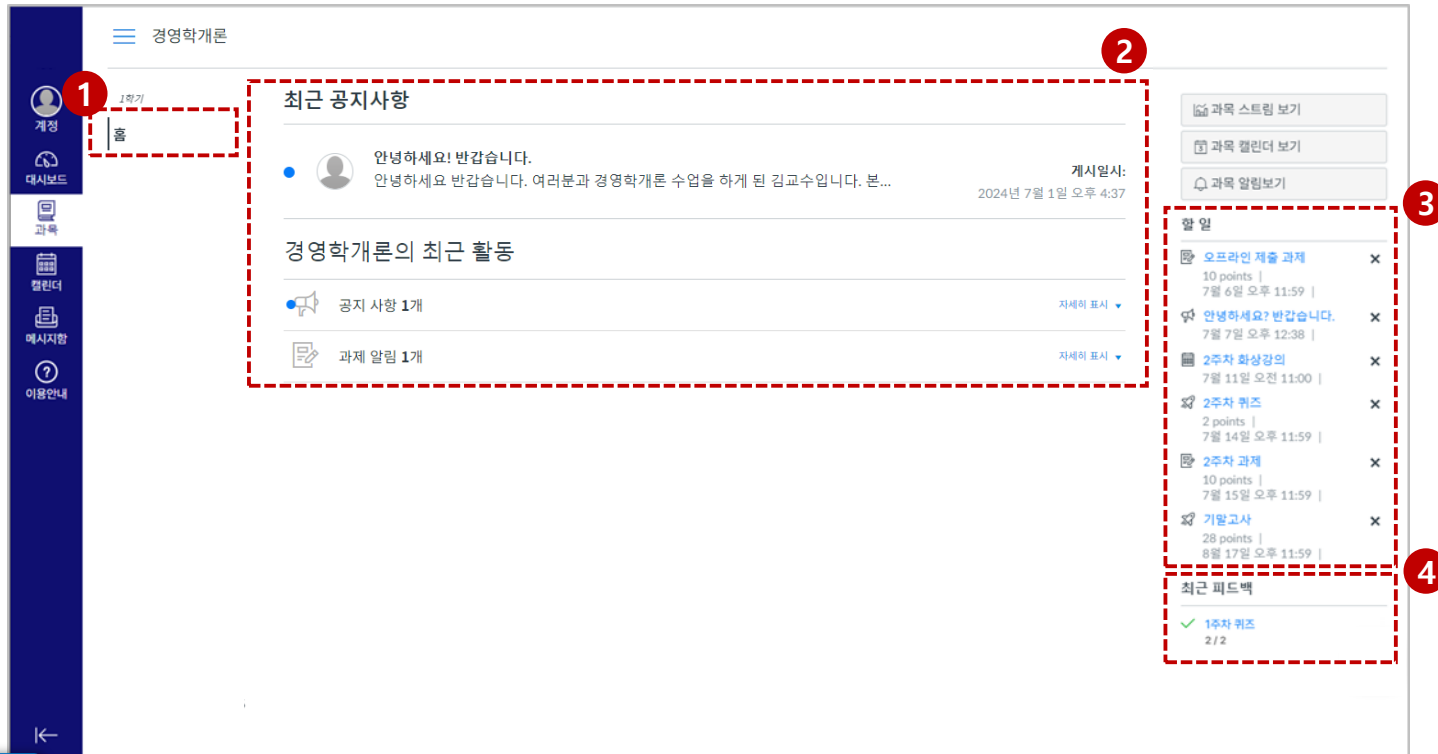 경영학개론
계정
대시보드
과목
캘린더
메시지함
이용안내
1
1학기
홈
2
최근 공지사항
안녕하세요! 반갑습니다.
안녕하세요 반갑습니다. 여러분과 경영학개론 수업을 하게 된 김교수입니다. 본...
게시일시:
2024년 7월 1일 오후 4:37
경영학개론의 최근 활동
공지 사항 1개
자세히 표시
과제 알림 1개
자세히 표시
과목 스트림 보기
과목 캘린더 보기
과목 알림보기
3
할 일
오프라인 제출 과제
10 points |
7월 6일 오후 11:59 |
안녕하세요? 반갑습니다.
7월 7일 오후 12:38 |
2주차 화상강의
7월 11일 오전 11:00 |
2주차 퀴즈
2 points |
7월 14일 오후 11:59 |
2주차 과제
10 points |
7월 15일 오후 11:59 |
기말고사
28 points |
8월 17일 오후 11:59 |
4
최근 피드백
1주차 퀴즈
2 / 2